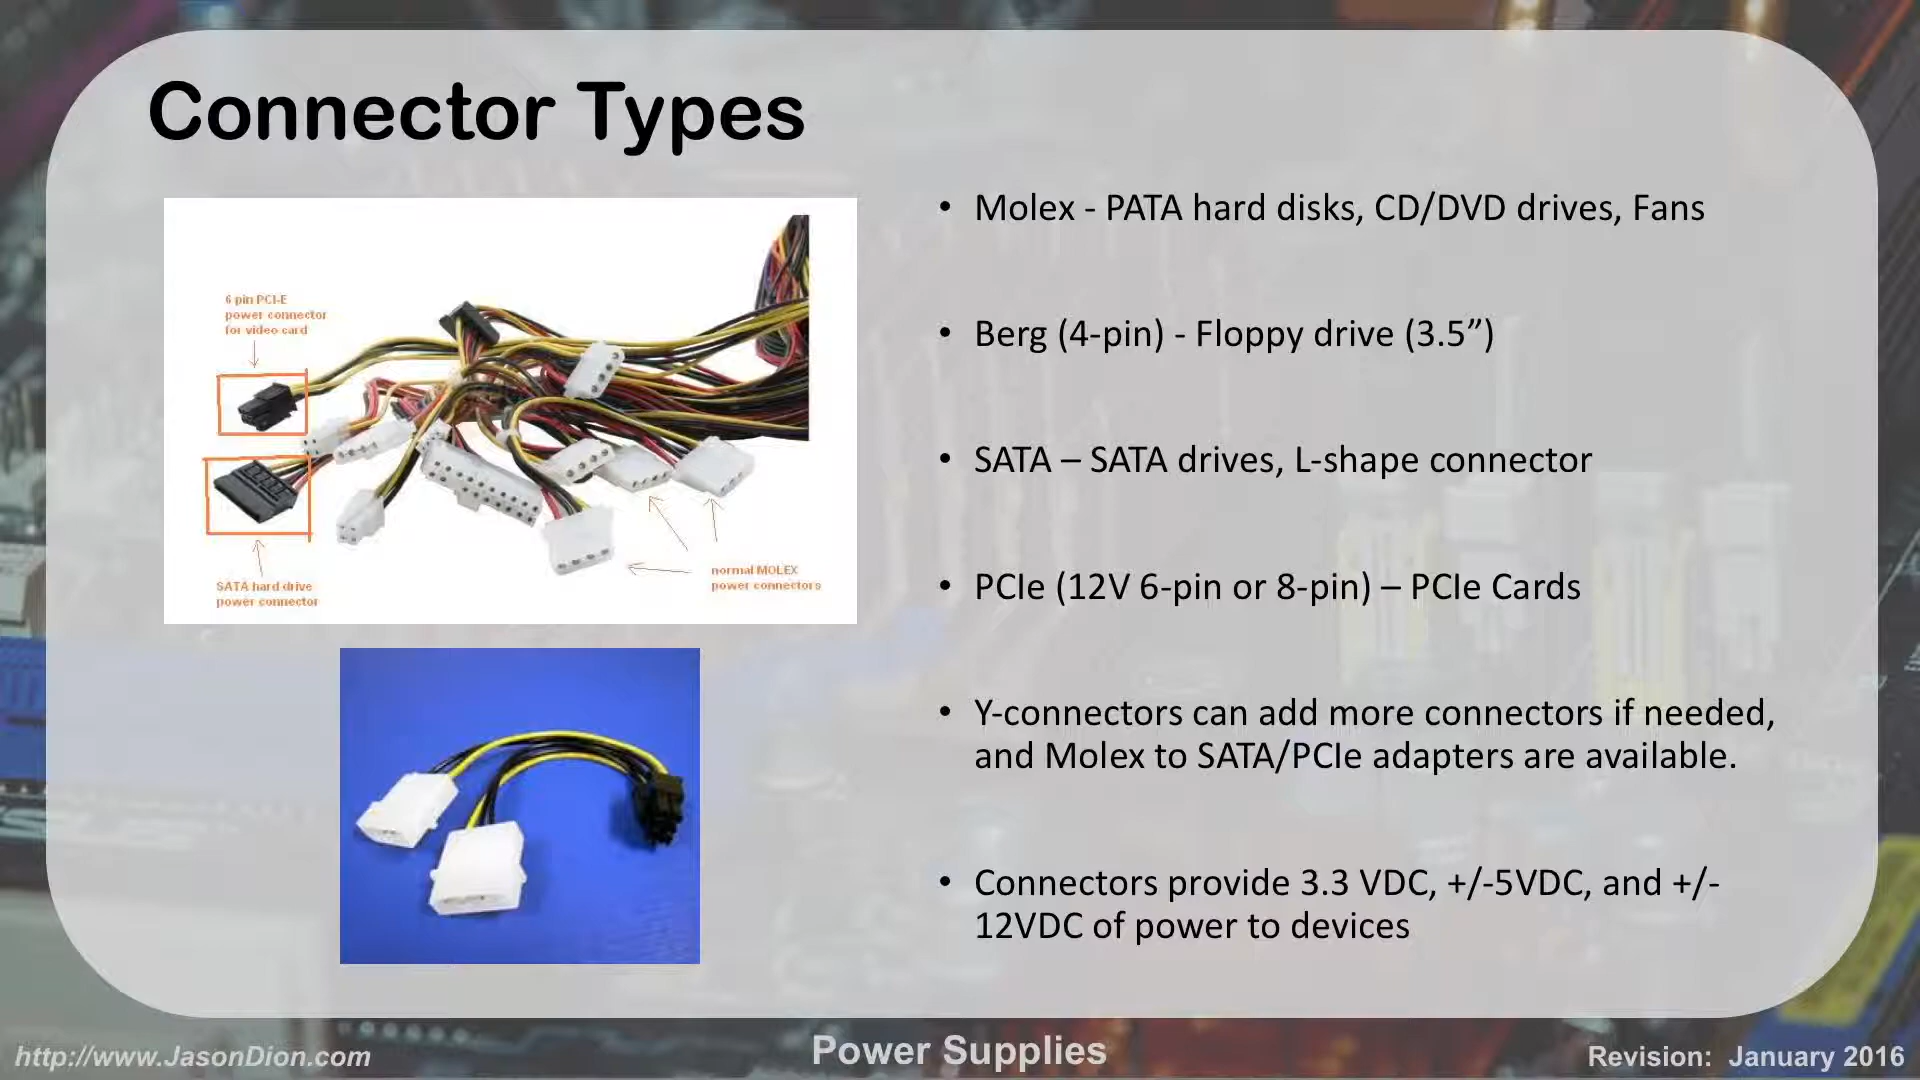 Connector Types
6 pin PCI-E
power connector
for video card
SATA hard drive
power connector
normal MOLEX
power connectors
• Molex - PATA hard disks, CD/DVD drives, Fans
• Berg (4-pin) - Floppy drive (3.5”)
• SATA – SATA drives, L-shape connector
• PCIe (12V 6-pin or 8-pin) – PCIe Cards
• Y-connectors can add more connectors if needed,
and Molex to SATA/PCIe adapters are available.
• Connectors provide 3.3 VDC, +/-5VDC, and +/-
12VDC of power to devices
http://www.JasonDion.com
Power Supplies
Revision: January 2016